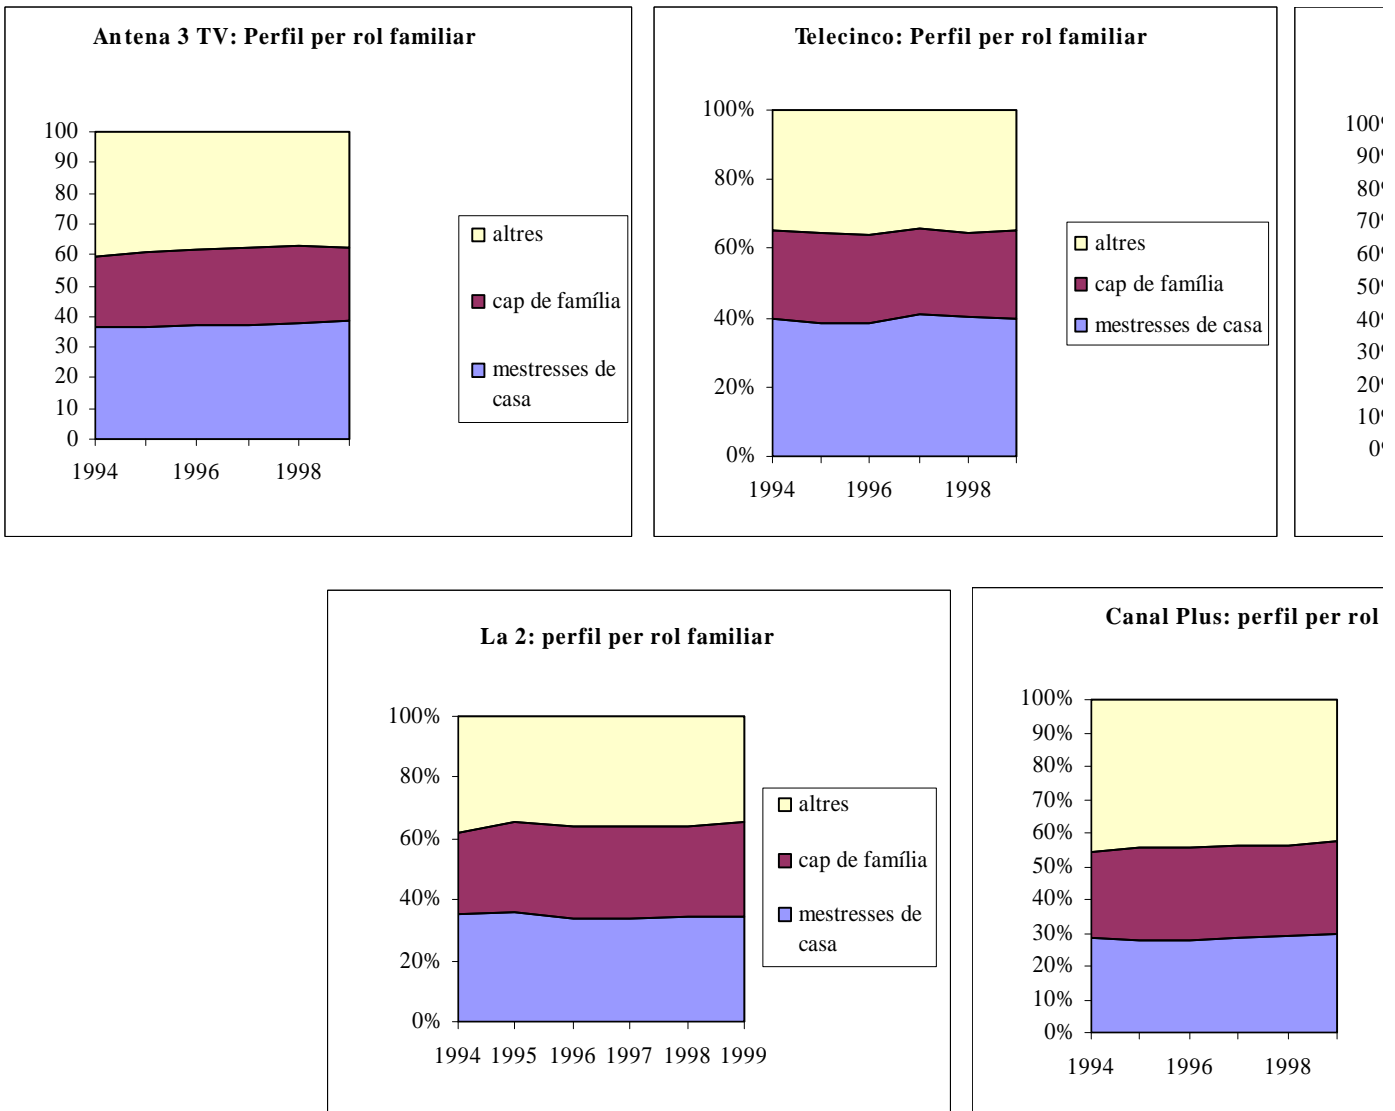 Antena 3 TV: Perfil per rol familiar
100
90
80
70
60
50
40
30
20
10
0
1994 1996 1998
altres
cap de família
mestresses de
casa
Telecinco: Perfil per rol familiar
100%
80%
60%
40%
20%
0%
1994 1996 1998
altres
cap de família
mestresses de casa
La 2: perfil per rol familiar
100%
80%
60%
40%
20%
0%
1994 1995 1996 1997 1998 1999
altres
cap de família
mestresses de
casa
Canal Plus: perfil per rol
100%
90%
80%
70%
60%
50%
40%
30%
20%
10%
0%
1994 1996 1998